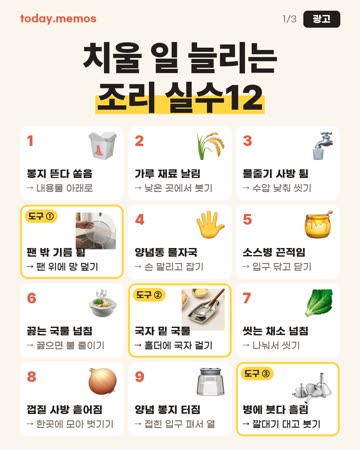 today.memos
1/3 광고
치울 일 늘리는
조리 실수12
1
봉지 뜯다 쏟음
→ 내용물 아래로
2
가루 재료 날림
→ 낮은 곳에서 붓기
3
물줄기 사방 튐
→ 수압 낮춰 씻기
도구 ①
팬 밖 기름 튐
→ 팬 위에 망 덮기
4
양념통 물자국
→ 손 말리고 잡기
5
소스병 끈적임
→ 입구 닦고 닫기
6
끓는 국물 넘침
→ 끓으면 불 줄이기
도구 ②
국자 밑 국물
→ 홀더에 국자 걸기
7
씻는 채소 넘침
→ 나눠서 씻기
8
껍질 사방 흩어짐
→ 한곳에 모아 벗기기
9
양념 봉지 터짐
→ 접힌 입구 펴서 열
도구 ③
병에 붓다 흘림
→ 깔대기 대고 붓기